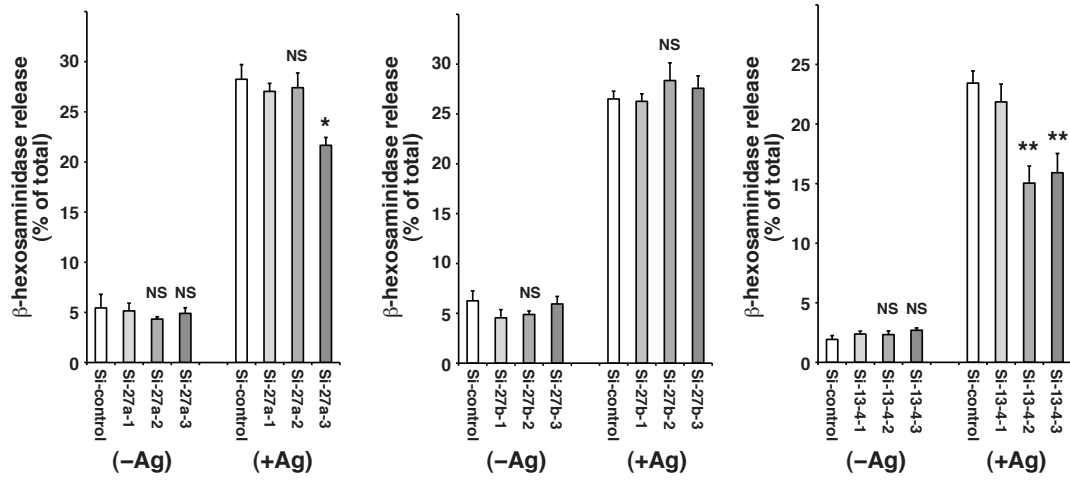 β-hexosaminidase release
(% of total)
30
25
20
15
10
5
0
NS
NS
NS
*
Si-control
Si-27a-1
Si-27a-2
Si-27a-3
Si-control
Si-27a-1
Si-27a-2
Si-27a-3
(−Ag)
(+Ag)
β-hexosaminidase release
(% of total)
30
25
20
15
10
5
0
NS
NS
Si-control
Si-27b-1
Si-27b-2
Si-27b-3
Si-control
Si-27b-1
Si-27b-2
Si-27b-3
(−Ag)
(+Ag)
β-hexosaminidase release
(% of total)
25
20
15
10
5
0
NS
NS
**
**
Si-control
Si-13-4-1
Si-13-4-2
Si-13-4-3
Si-control
Si-13-4-1
Si-13-4-2
Si-13-4-3
(−Ag)
(+Ag)